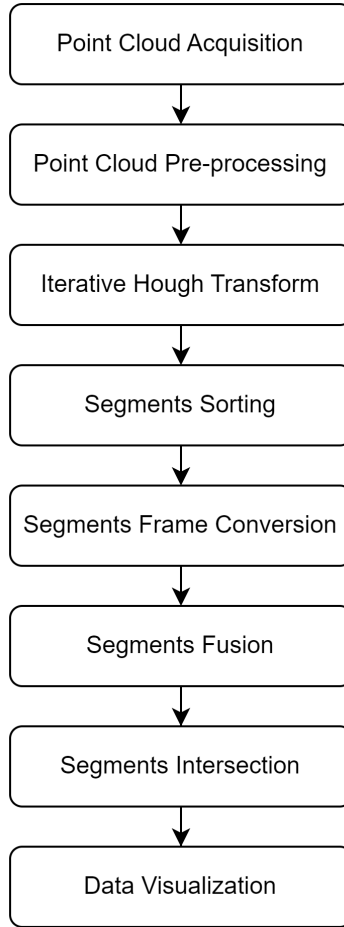 Point Cloud Acquisition
Point Cloud Pre-processing
Iterative Hough Transform
Segments Sorting
Segments Frame Conversion
Segments Fusion
Segments Intersection
Data Visualization